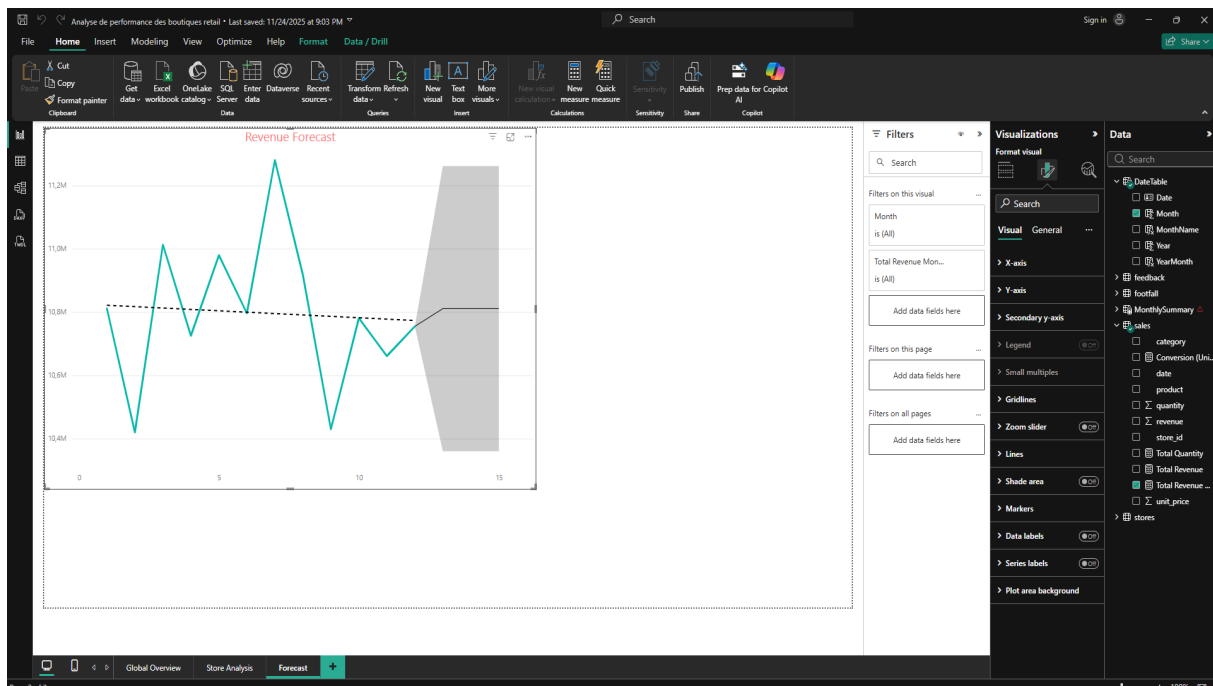 Analyse de performance des boutiques retail • Last saved: 11/24/2025 at 9:03 PM
Search
Sign in
File Home Insert Modeling View Optimize Help Format Data / Drill
Share
Paste
Cut
Copy
Format painter
Clipboard
Get data
Excel workbook
OneLake catalog
SQL Server
Enter data
Dataverse
Recent sources
Data
Transform data
Refresh
Queries
New visual
Text box
More visuals
Insert
New visual calculation
New measure
Quick measure
Calculations
Sensitivity
Sensitivity
Publish
Share
Prep data for AI
Copilot
Copilot
Revenue Forecast
11,2M
11,0M
10,8M
10,6M
10,4M
0 5 10 15
Filters
Search
Filters on this visual ...
Month
is (All)
Total Revenue Mon...
is (All)
Add data fields here
Filters on this page ...
Add data fields here
Filters on all pages ...
Add data fields here
Visualizations
Format visual
Search
Visual General ...
X-axis
Y-axis
Secondary y-axis
Legend Off
Small multiples
Gridlines
Zoom slider Off
Lines
Shade area Off
Markers
Data labels Off
Series labels Off
Plot area background
Data
Search
DateTable
Date
Month
MonthName
Year
YearMonth
feedback
footfall
MonthlySummary
sales
category
Conversion (Uni...
date
product
quantity
revenue
store_id
Total Quantity
Total Revenue
Total Revenue ...
unit_price
stores
Global Overview Store Analysis Forecast +